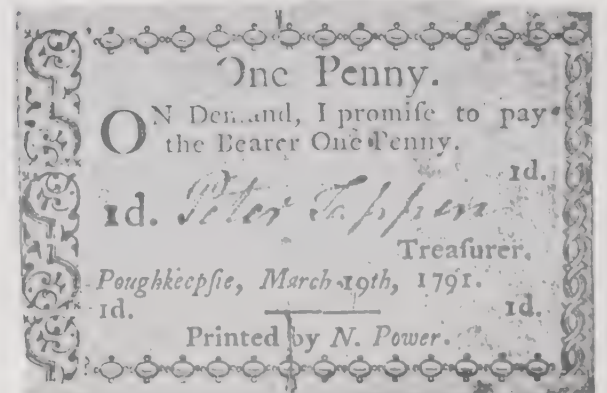 One Penny.
ON Demand, I promiſe to pay
the Bearer One Penny.
1d.
1d. Peter Tappen
Treaſurer.
Poughkeepſie, March 19th, 1791.
1d. 1d.
Printed by N. Power.